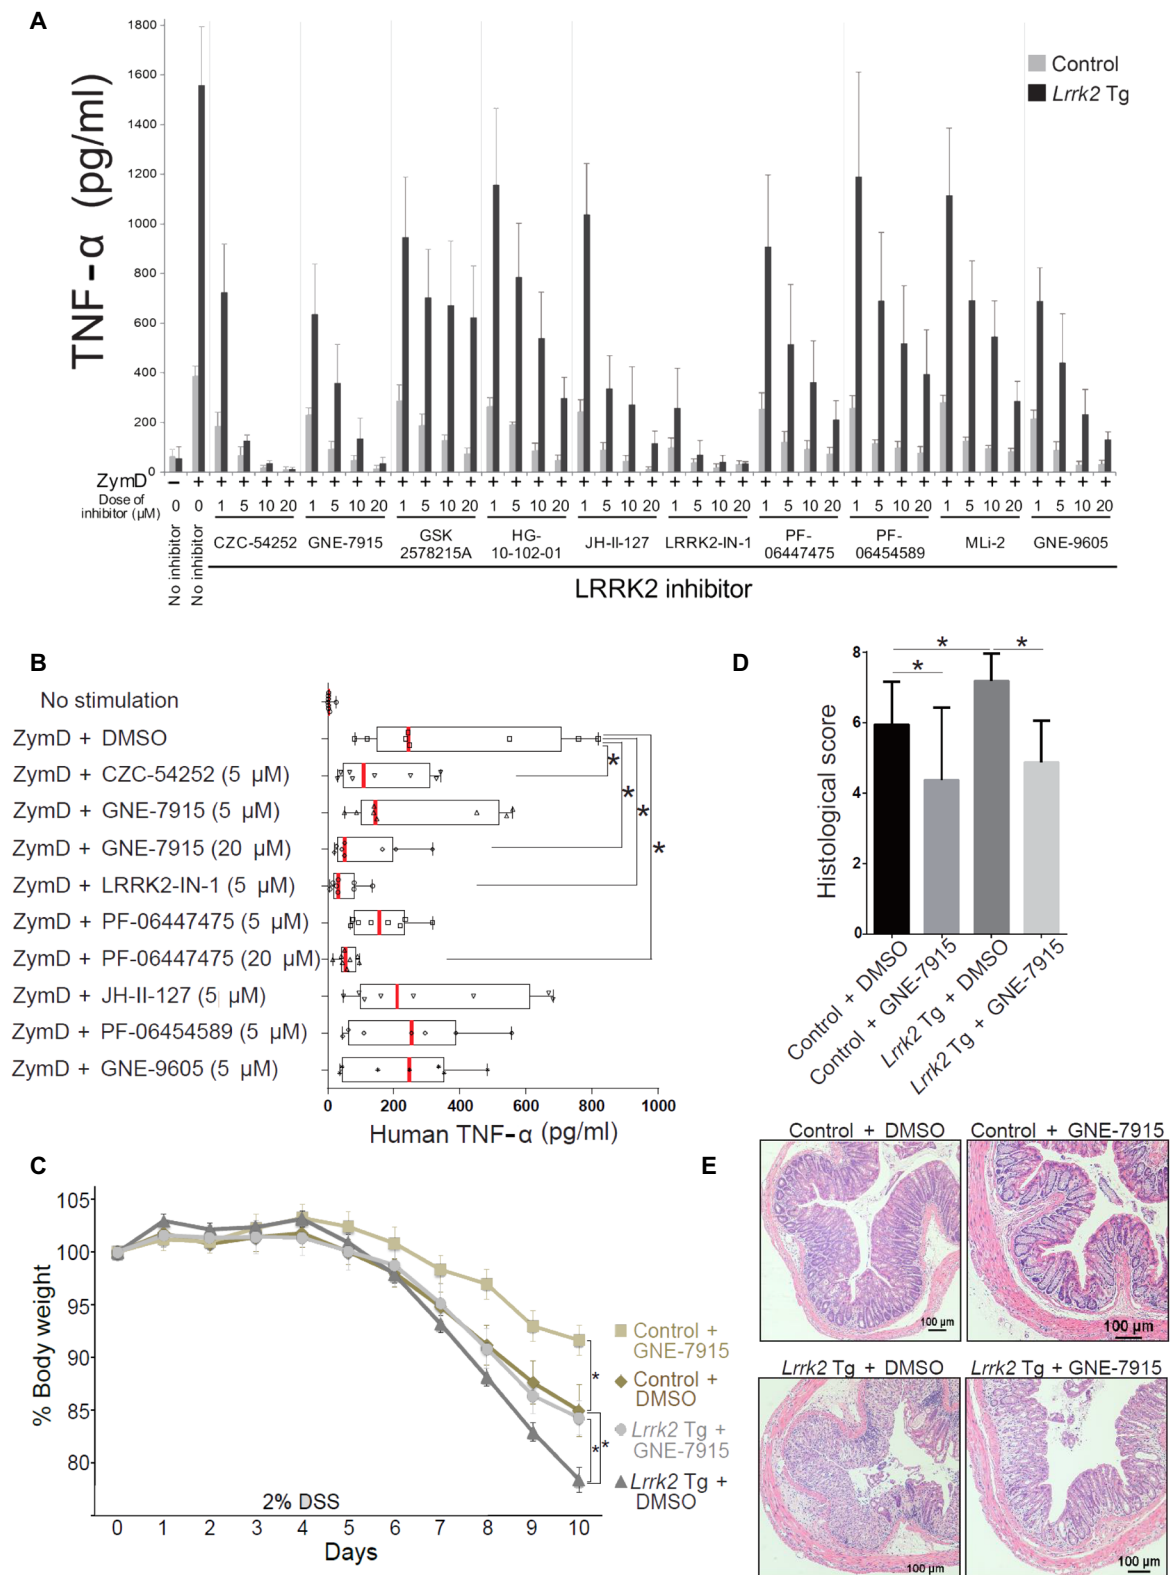 A
1800
1600
1400
1200
1000
800
600
400
200
0
TNF-α (pg/ml)
Control
Lrrk2 Tg
ZymD − + + + + + + + + + + + + + + + + + + + + + + + + + + + + + + + + + + + + + + + + +
Dose of
inhibitor (µM) 0 0 1 5 10 20 1 5 10 20 1 5 10 20 1 5 10 20 1 5 10 20 1 5 10 20 1 5 10 20 1 5 10 20 1 5 10 20 1 5 10 20
No inhibitor
No inhibitor
CZC-54252
GNE-7915
GSK
2578215A
HG-
10-102-01
JH-II-127
LRRK2-IN-1
PF-
06447475
PF-
06454589
MLi-2
GNE-9605
LRRK2 inhibitor
B
No stimulation
ZymD + DMSO
ZymD + CZC-54252 (5 µM)
ZymD + GNE-7915 (5 µM)
ZymD + GNE-7915 (20 µM)
ZymD + LRRK2-IN-1 (5 µM)
ZymD + PF-06447475 (5 µM)
ZymD + PF-06447475 (20 µM)
ZymD + JH-II-127 (5 µM)
ZymD + PF-06454589 (5 µM)
ZymD + GNE-9605 (5 µM)
*
*
*
*
0 200 400 600 800 1000
Human TNF-α (pg/ml)
C
105
100
95
90
85
80
% Body weight
2% DSS
0 1 2 3 4 5 6 7 8 9 10
Days
Control +
GNE-7915
Control +
DMSO
Lrrk2 Tg +
GNE-7915
Lrrk2 Tg +
DMSO
*
*
*
D
8
6
4
2
0
Histological score
* * *
Control + DMSO
Control + GNE-7915
Lrrk2 Tg + DMSO
Lrrk2 Tg + GNE-7915
E
Control + DMSO
Control + GNE-7915
100 µm
100 µm
Lrrk2 Tg + DMSO
Lrrk2 Tg + GNE-7915
100 µm
100 µm